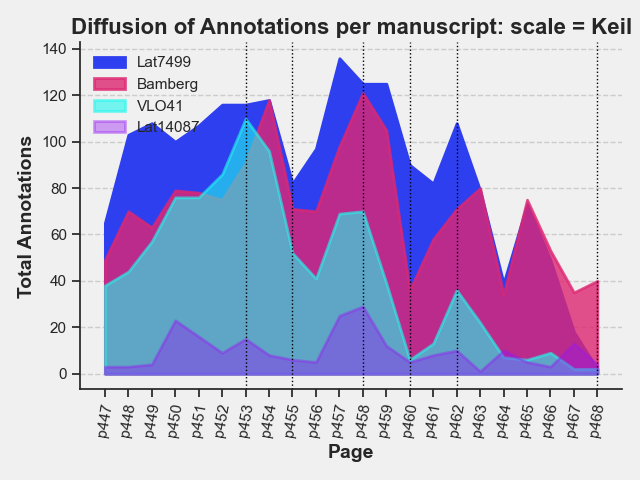 Diffusion of Annotations per manuscript: scale = Keil
Total Annotations
140
120
100
80
60
40
20
0
Lat7499
Bamberg
VLO41
Lat14087
p447 p448 p449 p450 p451 p452 p453 p454 p455 p456 p457 p458 p459 p460 p461 p462 p463 p464 p465 p466 p467 p468
Page